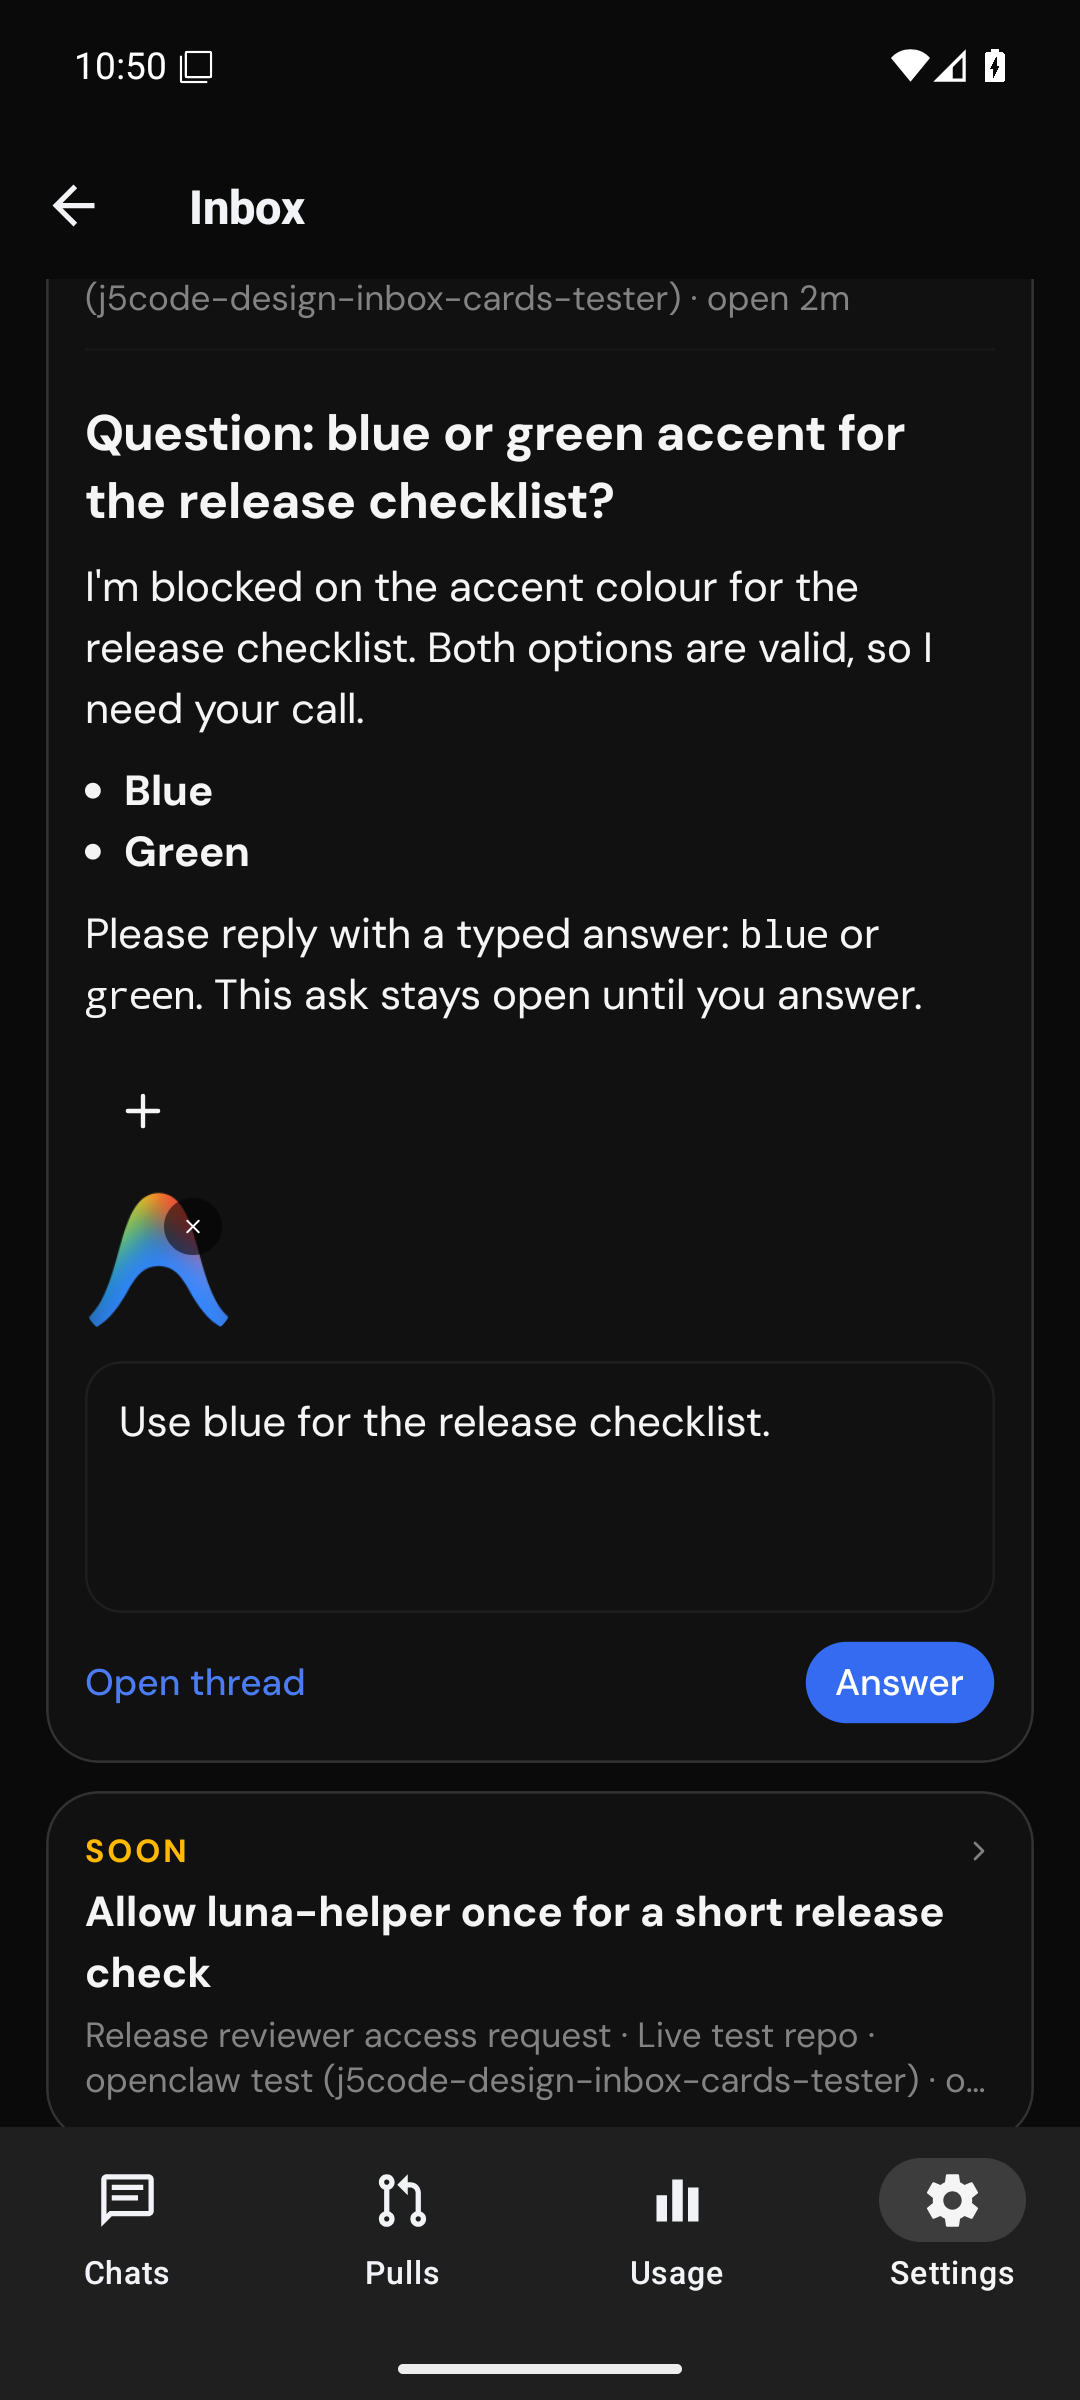 10:50
Inbox
(j5code-design-inbox-cards-tester) · open 2m
Question: blue or green accent for
the release checklist?
I'm blocked on the accent colour for the
release checklist. Both options are valid, so I
need your call.
• Blue
• Green
Please reply with a typed answer: blue or
green. This ask stays open until you answer.
Use blue for the release checklist.
Open thread
Answer
SOON
Allow luna-helper once for a short release
check
Release reviewer access request · Live test repo ·
openclaw test (j5code-design-inbox-cards-tester) · o...
Chats
Pulls
Usage
Settings